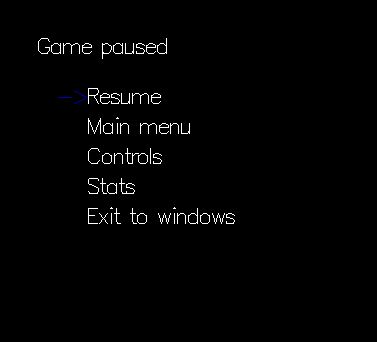 Game paused
->Resume
Main menu
Controls
Stats
Exit to windows